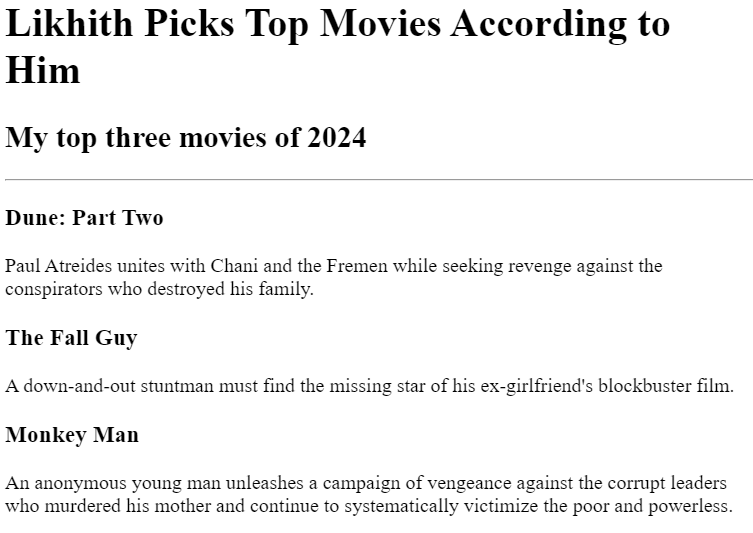 Likhith Picks Top Movies According to
Him
My top three movies of 2024
Dune: Part Two
Paul Atreides unites with Chani and the Fremen while seeking revenge against the
conspirators who destroyed his family.
The Fall Guy
A down-and-out stuntman must find the missing star of his ex-girlfriend's blockbuster film.
Monkey Man
An anonymous young man unleashes a campaign of vengeance against the corrupt leaders
who murdered his mother and continue to systematically victimize the poor and powerless.